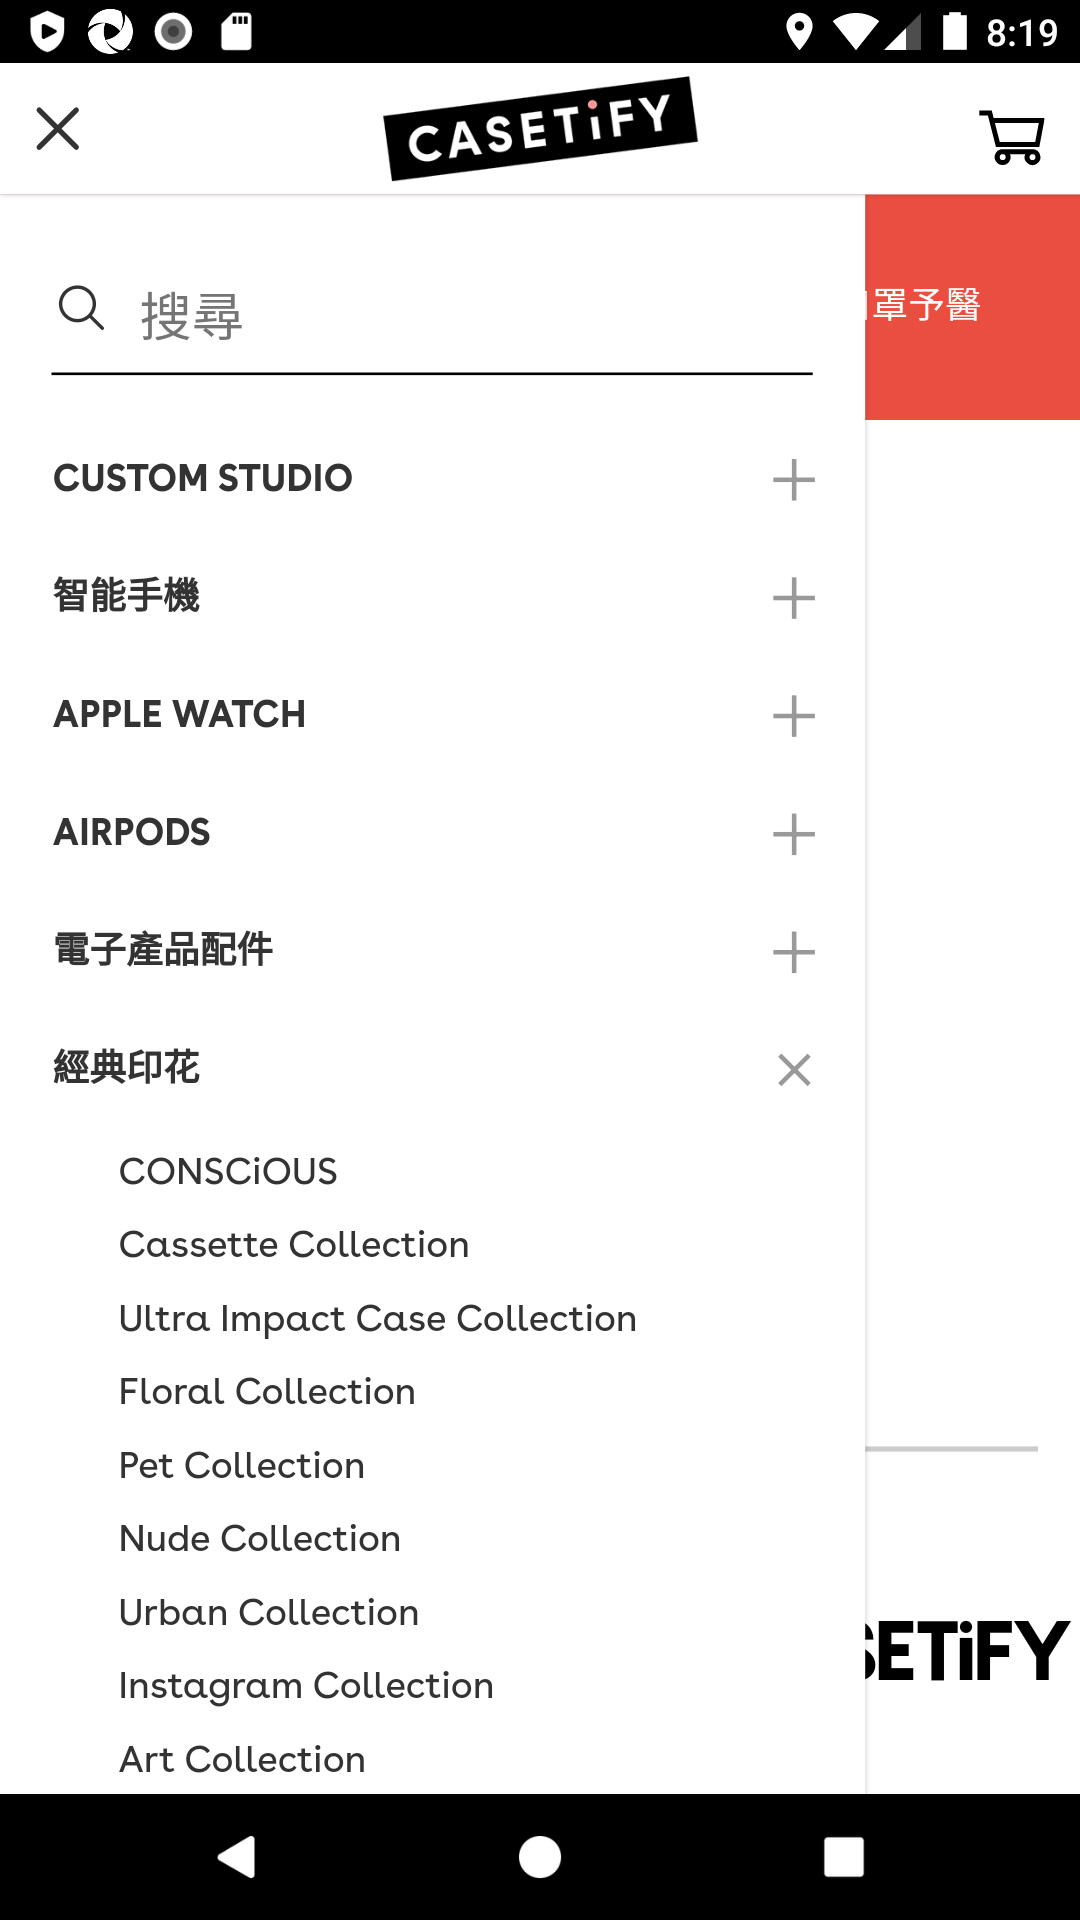 8:19
CASETiFY
搜尋
罩予醫
CUSTOM STUDIO
智能手機
APPLE WATCH
AIRPODS
電子產品配件
經典印花
CONSCiOUS
Cassette Collection
Ultra Impact Case Collection
Floral Collection
Pet Collection
Nude Collection
Urban Collection
SETiFY
Instagram Collection
Art Collection